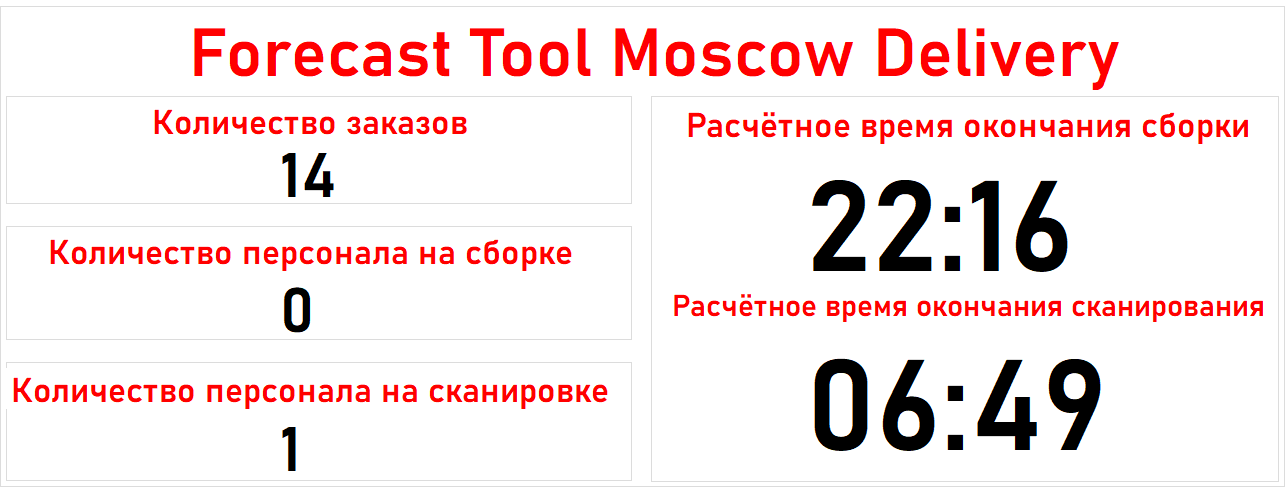 Forecast Tool Moscow Delivery
Количество заказов
14
Количество персонала на сборке
0
Количество персонала на сканировке
1
Расчётное время окончания сборки
22:16
Расчётное время окончания сканирования
06:49